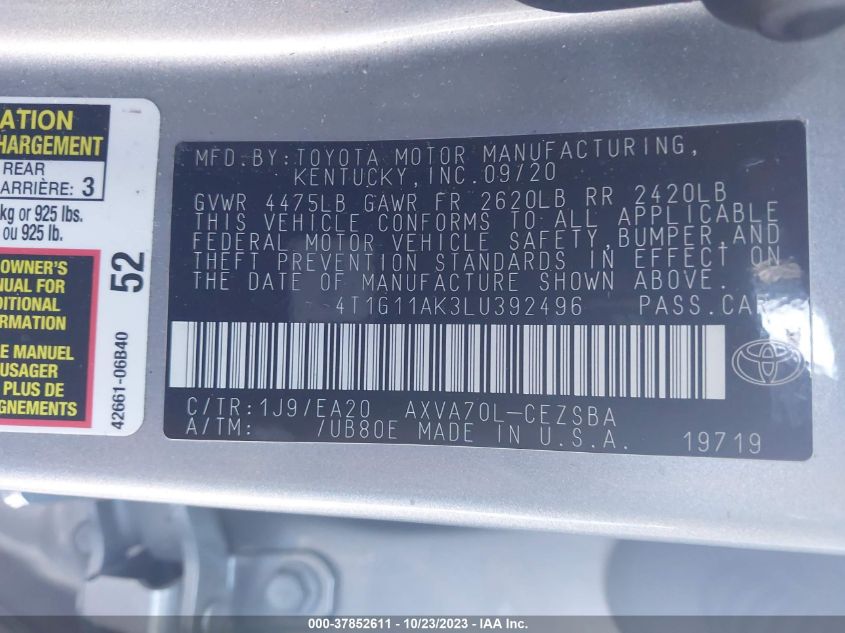 ATION
HARGEMENT
REAR
ARRIÈRE: 3
kg or 925 lbs.
ou 925 lb.
OWNER'S
NUAL FOR
DITIONAL
ORMATION
E MANUEL
USAGER
PLUS DE
GNEMENTS
52
42661-06B40
MFD.BY:TOYOTA MOTOR MANUFACTURING,
KENTUCKY,INC.09/20
GVWR 4475LB GAWR FR 2620LB RR 2420LB
THIS VEHICLE CONFORMS TO ALL APPLICABLE
FEDERAL MOTOR VEHICLE SAFETY,BUMPER,AND
THEFT PREVENTION STANDARDS IN EFFECT ON
THE DATE OF MANUFACTURE SHOWN ABOVE.
4T1G11AK3LU392496 PASS.CAR
C/TR:1J9/EA20 AXVA70L-CEZSBA
A/TM: /UB80E MADE IN U.S.A. 19719
000-37852611 - 10/23/2023 - IAAI.com